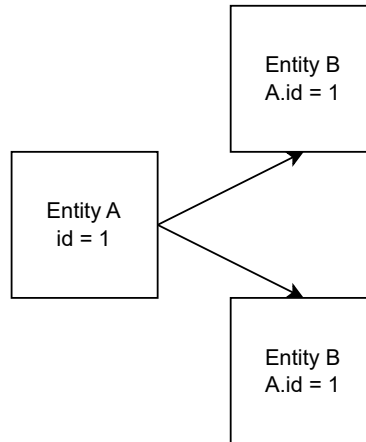 Entity B
A.id = 1
Entity A
id = 1
Entity B
A.id = 1